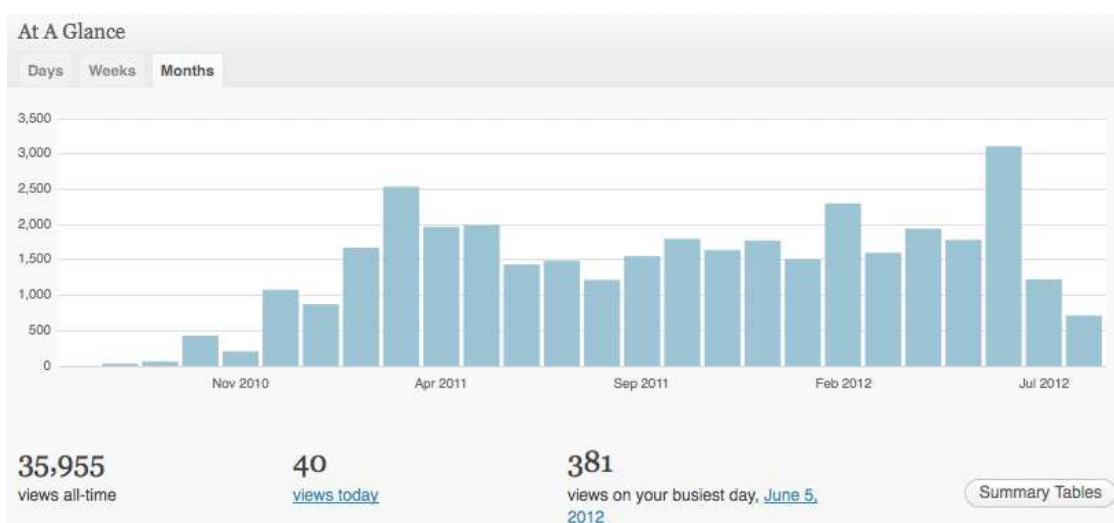 At A Glance
Days Weeks Months
3,500
3,000
2,500
2,000
1,500
1,000
500
0
Nov 2010 Apr 2011 Sep 2011 Feb 2012 Jul 2012
35,955 40 381
views all-time views today views on your busiest day, June 5,
2012
Summary Tables